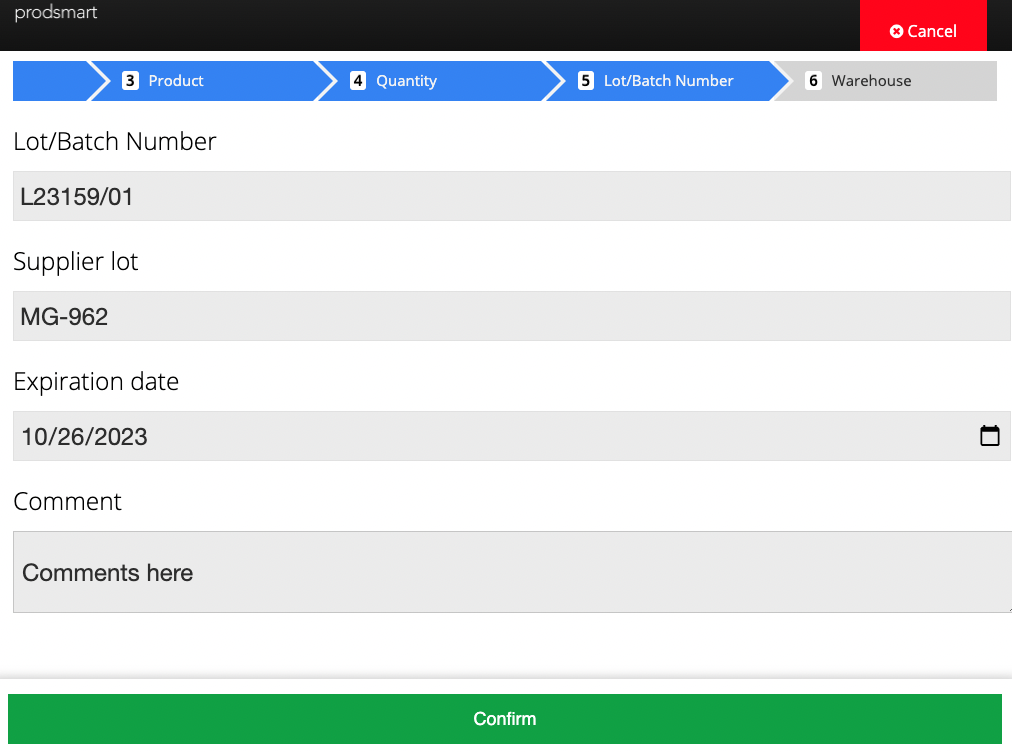 prodsmart
Cancel
3 Product 4 Quantity 5 Lot/Batch Number 6 Warehouse
Lot/Batch Number
L23159/01
Supplier lot
MG-962
Expiration date
10/26/2023
Comment
Comments here
Confirm